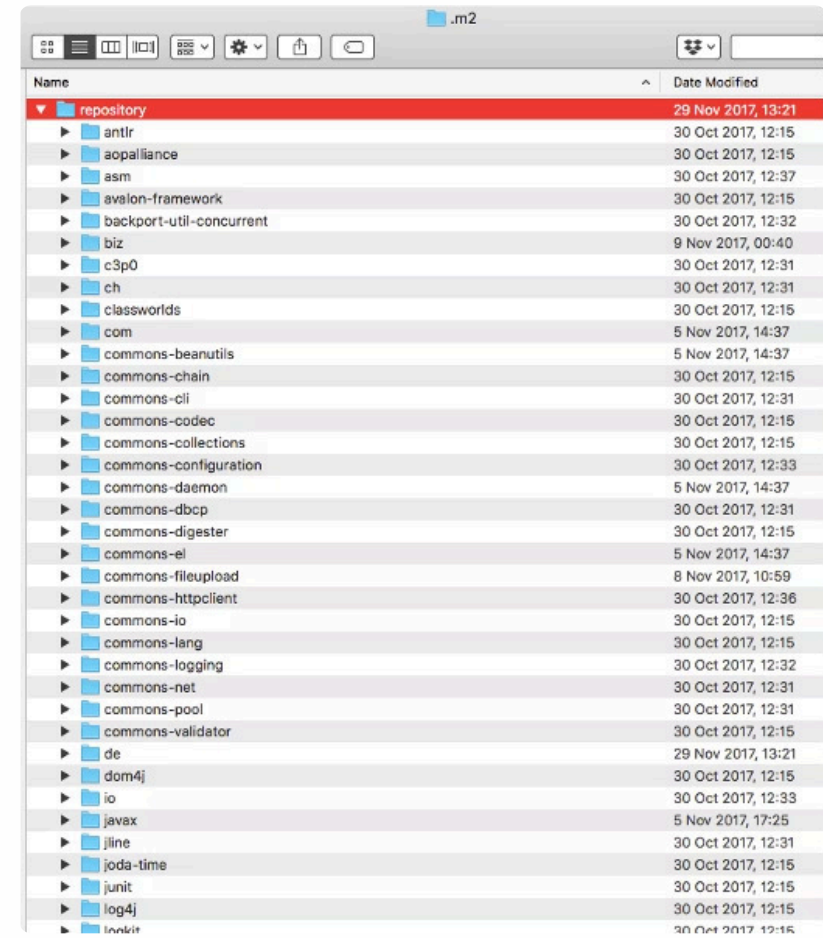 .m2
Name Date Modified
repository 29 Nov 2017, 13:21
antlr 30 Oct 2017, 12:15
aopalliance 30 Oct 2017, 12:15
asm 30 Oct 2017, 12:37
avalon-framework 30 Oct 2017, 12:15
backport-util-concurrent 30 Oct 2017, 12:32
biz 9 Nov 2017, 00:40
c3p0 30 Oct 2017, 12:31
ch 30 Oct 2017, 12:31
classworlds 30 Oct 2017, 12:15
com 5 Nov 2017, 14:37
commons-beanutils 5 Nov 2017, 14:37
commons-chain 30 Oct 2017, 12:15
commons-cli 30 Oct 2017, 12:31
commons-codec 30 Oct 2017, 12:15
commons-collections 30 Oct 2017, 12:15
commons-configuration 30 Oct 2017, 12:33
commons-daemon 5 Nov 2017, 14:37
commons-dbcp 30 Oct 2017, 12:31
commons-digester 30 Oct 2017, 12:15
commons-el 5 Nov 2017, 14:37
commons-fileupload 8 Nov 2017, 10:59
commons-httpclient 30 Oct 2017, 12:36
commons-io 30 Oct 2017, 12:15
commons-lang 30 Oct 2017, 12:15
commons-logging 30 Oct 2017, 12:32
commons-net 30 Oct 2017, 12:31
commons-pool 30 Oct 2017, 12:31
commons-validator 30 Oct 2017, 12:15
de 29 Nov 2017, 13:21
dom4j 30 Oct 2017, 12:15
io 30 Oct 2017, 12:33
javax 5 Nov 2017, 17:25
jline 30 Oct 2017, 12:31
joda-time 30 Oct 2017, 12:15
junit 30 Oct 2017, 12:15
log4j 30 Oct 2017, 12:15
logkit 30 Oct 2017, 12:15